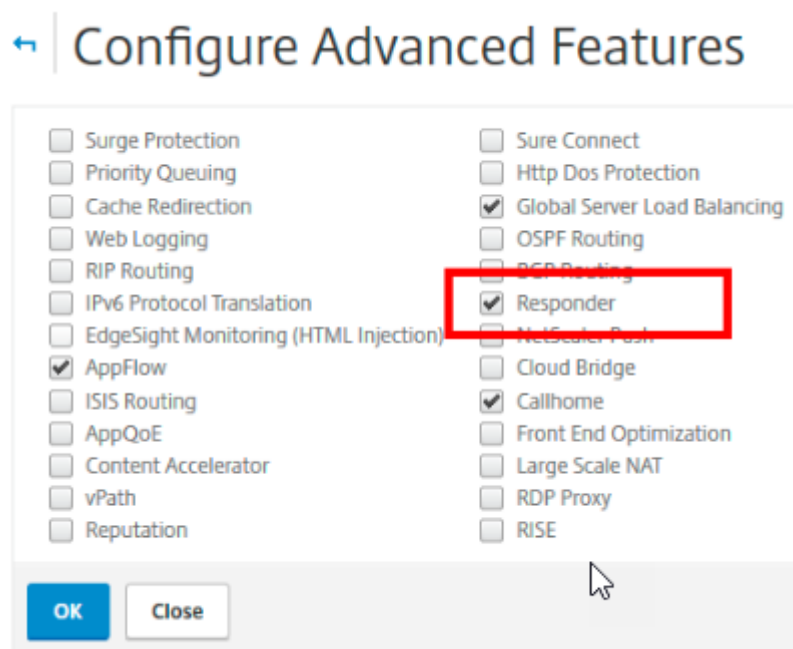 Configure Advanced Features
Surge Protection
Sure Connect
Priority Queuing
Http Dos Protection
Cache Redirection
Global Server Load Balancing
Web Logging
OSPF Routing
RIP Routing
BGP Routing
IPv6 Protocol Translation
Responder
EdgeSight Monitoring (HTML Injection)
NetScaler Push
AppFlow
Cloud Bridge
ISIS Routing
Callhome
AppQoE
Front End Optimization
Content Accelerator
Large Scale NAT
vPath
RDP Proxy
Reputation
RISE
OK
Close